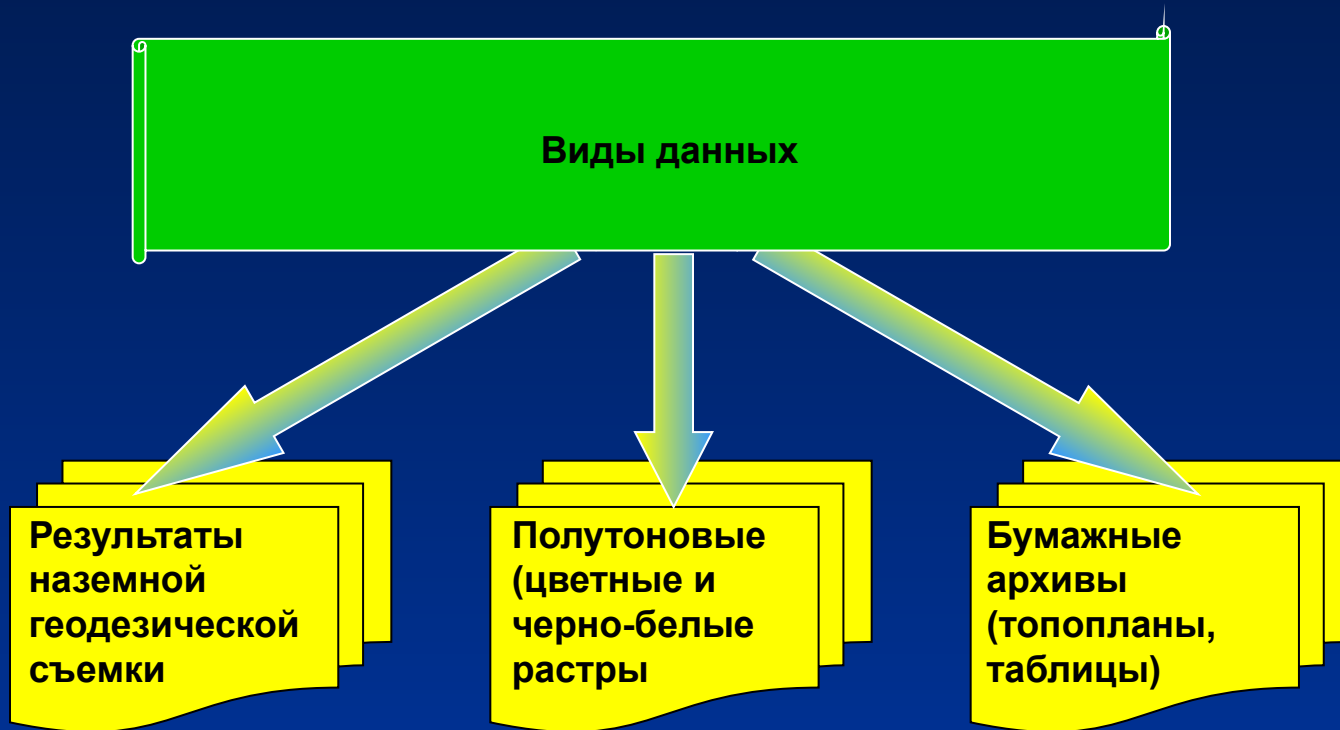 Виды данных
Результаты
наземной
геодезической
съемки
Полутоновые
(цветные и
черно-белые
растры
Бумажные
архивы
(топопланы,
таблицы)